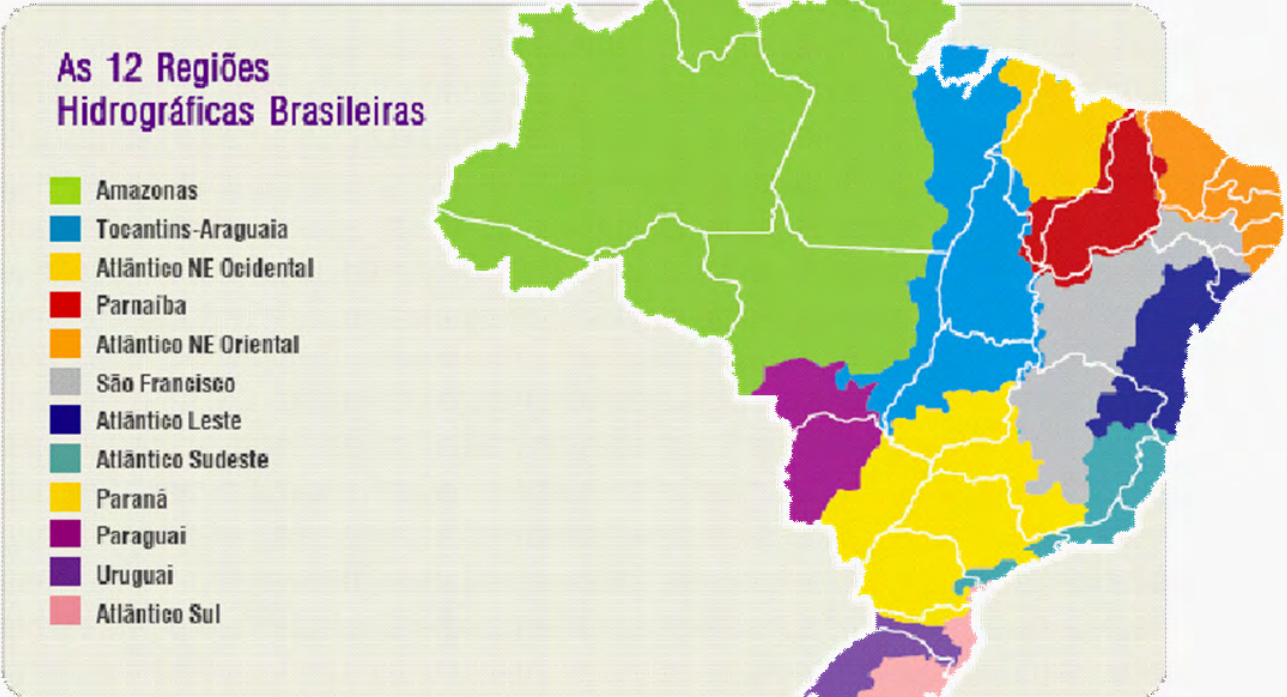 As 12 Regiões
Hidrográficas Brasileiras
Amazonas
Tocantins-Araguaia
Atlântico NE Ocidental
Parnaíba
Atlântico NE Oriental
São Francisco
Atlântico Leste
Atlântico Sudeste
Paraná
Paraguai
Uruguai
Atlântico Sul